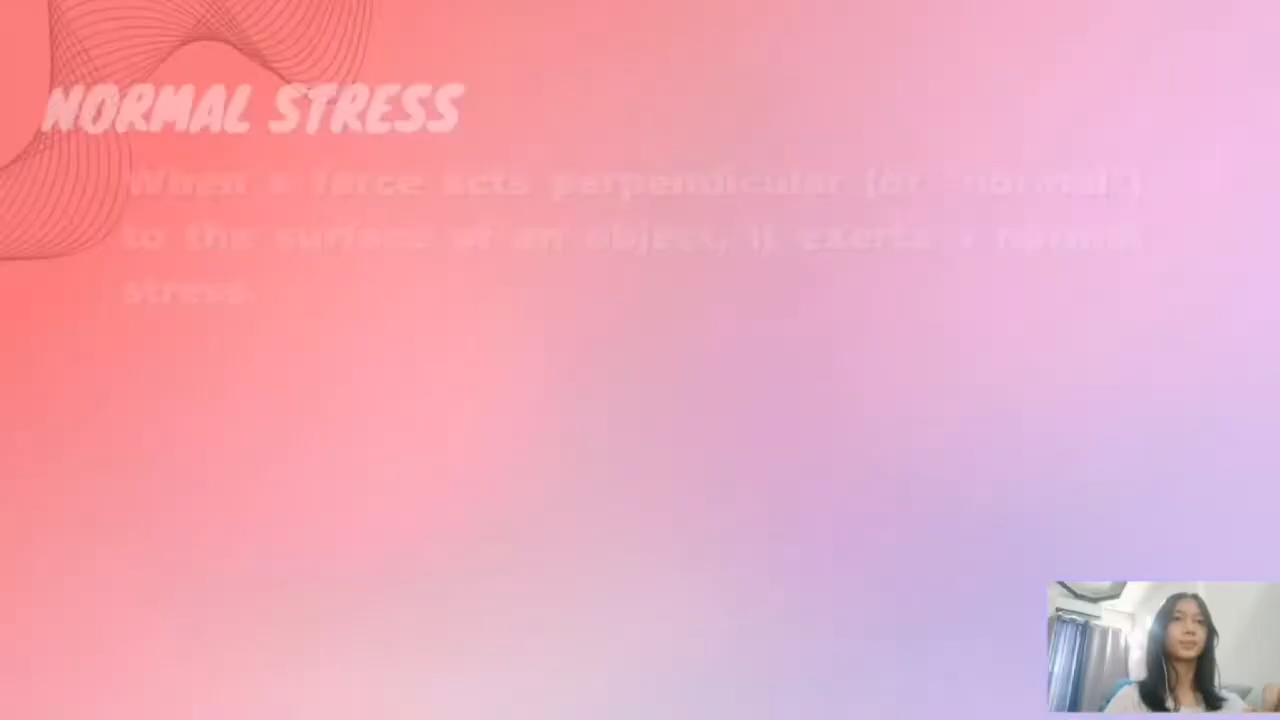 NORMAL STRESS
When a force acts perpendicular (or "normal")
to the surface of an object, it exerts a normal
stress.